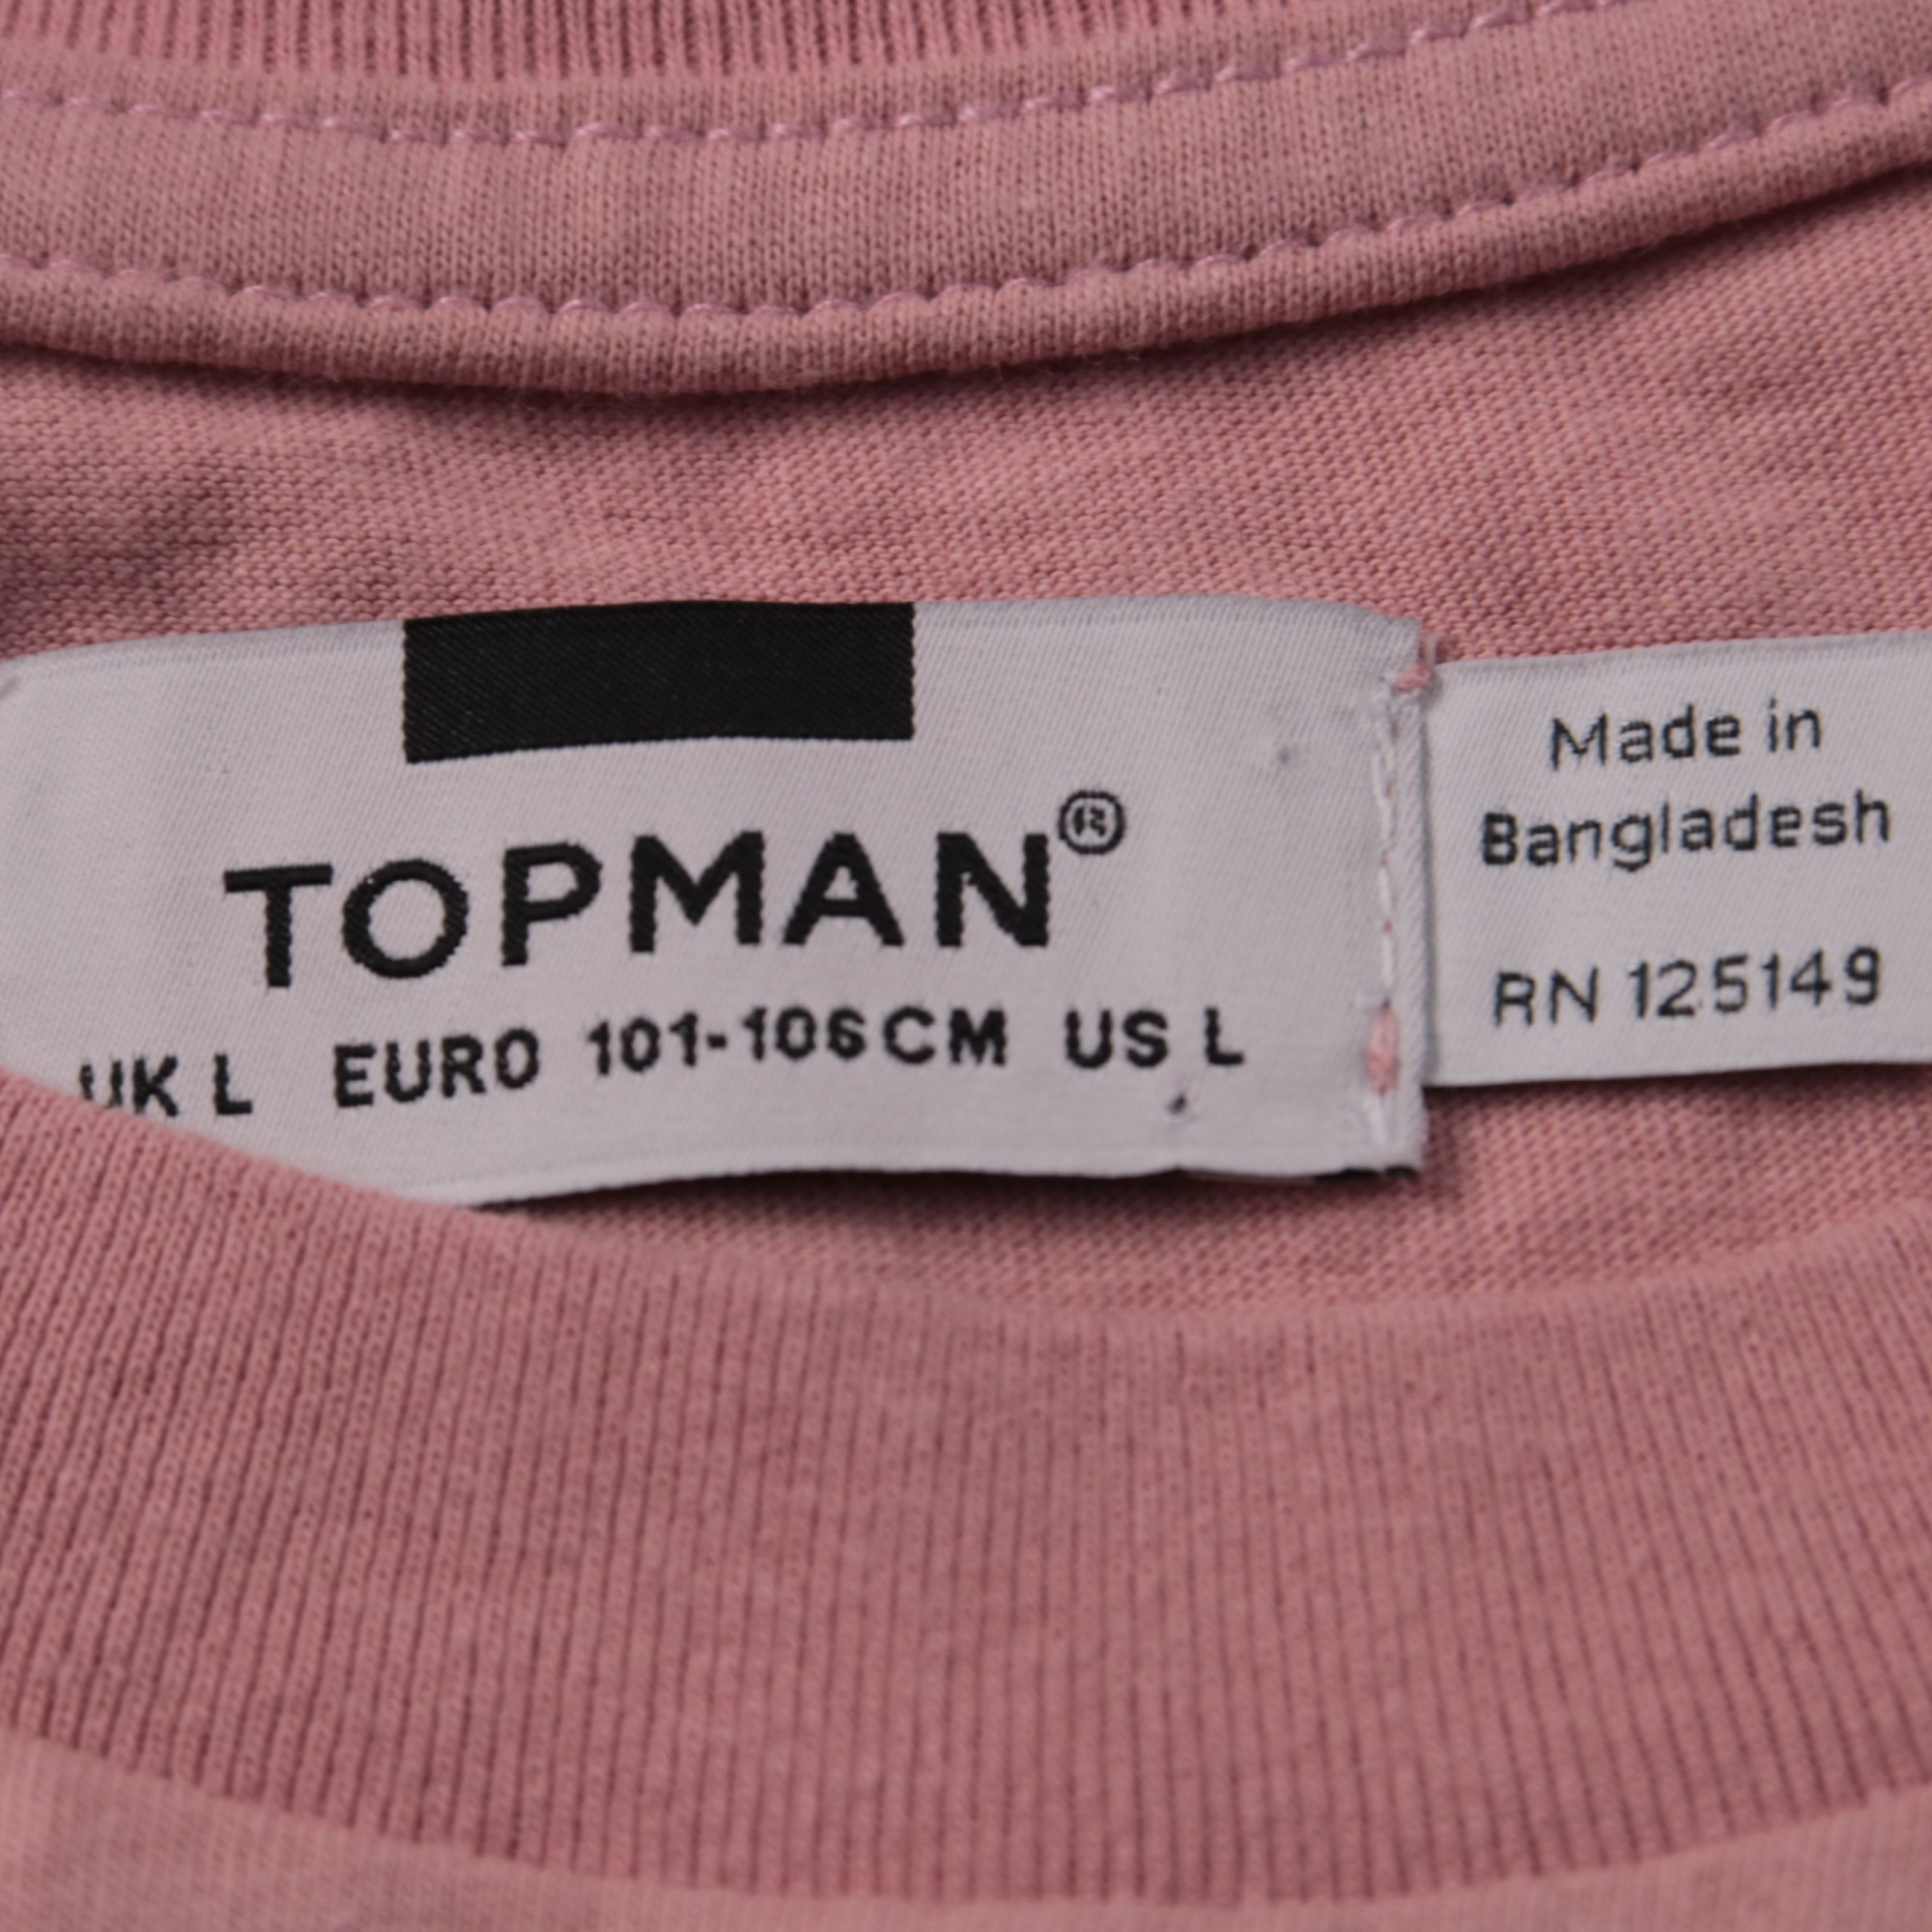 TOPMAN®
UK L EURO 101-106CM US L
Made in
Bangladesh
RN 125149